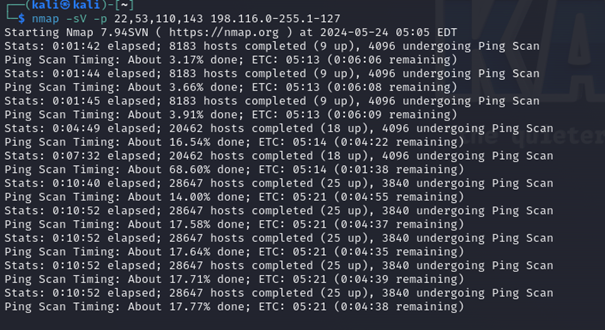 (kali㉿kali)-[~]
$ nmap -sV -p 22,53,110,143 198.116.0-255.1-127
Starting Nmap 7.94SVN ( https://nmap.org ) at 2024-05-24 05:05 EDT
Stats: 0:01:42 elapsed; 8183 hosts completed (9 up), 4096 undergoing Ping Scan
Ping Scan Timing: About 3.17% done; ETC: 05:13 (0:06:06 remaining)
Stats: 0:01:44 elapsed; 8183 hosts completed (9 up), 4096 undergoing Ping Scan
Ping Scan Timing: About 3.66% done; ETC: 05:13 (0:06:08 remaining)
Stats: 0:01:45 elapsed; 8183 hosts completed (9 up), 4096 undergoing Ping Scan
Ping Scan Timing: About 3.91% done; ETC: 05:13 (0:06:09 remaining)
Stats: 0:04:49 elapsed; 20462 hosts completed (18 up), 4096 undergoing Ping Scan
Ping Scan Timing: About 16.54% done; ETC: 05:14 (0:04:22 remaining)
Stats: 0:07:32 elapsed; 20462 hosts completed (18 up), 4096 undergoing Ping Scan
Ping Scan Timing: About 68.60% done; ETC: 05:14 (0:01:38 remaining)
Stats: 0:10:40 elapsed; 28647 hosts completed (25 up), 3840 undergoing Ping Scan
Ping Scan Timing: About 14.00% done; ETC: 05:21 (0:04:55 remaining)
Stats: 0:10:52 elapsed; 28647 hosts completed (25 up), 3840 undergoing Ping Scan
Ping Scan Timing: About 17.58% done; ETC: 05:21 (0:04:37 remaining)
Stats: 0:10:52 elapsed; 28647 hosts completed (25 up), 3840 undergoing Ping Scan
Ping Scan Timing: About 17.64% done; ETC: 05:21 (0:04:35 remaining)
Stats: 0:10:52 elapsed; 28647 hosts completed (25 up), 3840 undergoing Ping Scan
Ping Scan Timing: About 17.71% done; ETC: 05:21 (0:04:39 remaining)
Stats: 0:10:52 elapsed; 28647 hosts completed (25 up), 3840 undergoing Ping Scan
Ping Scan Timing: About 17.77% done; ETC: 05:21 (0:04:38 remaining)
KA
the quieter